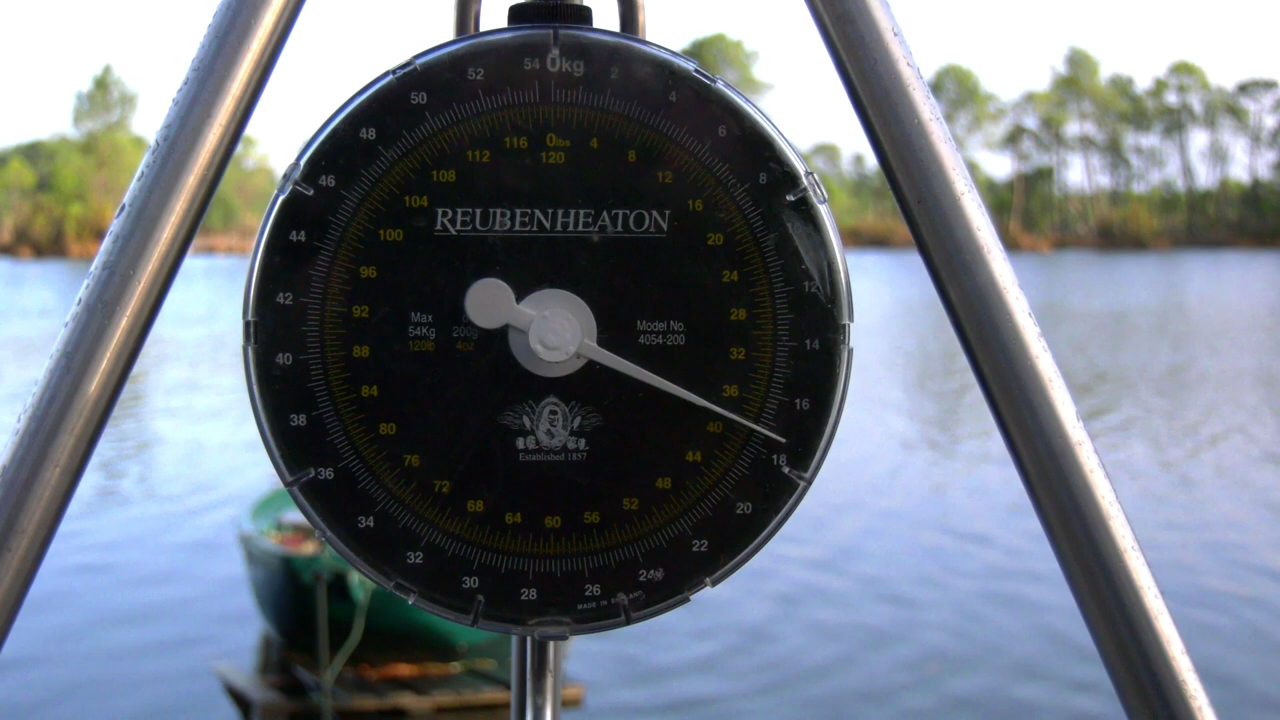 54 0kg 2
52 4
50 6
48 8
46
44 12
42 14
40 16
38 18
36 20
34 22
32 24
30 28 26
0lbs
116 120 4
112 8
108 12
104 16
100 20
96 24
92 28
88 32
84 36
80 40
76 44
72 48
68 52
64 60 56
REUBENHEATON
Max
54Kg 200g
120lb 4oz
Model No.
4054-200
Established 1857
MADE IN ENGLAND